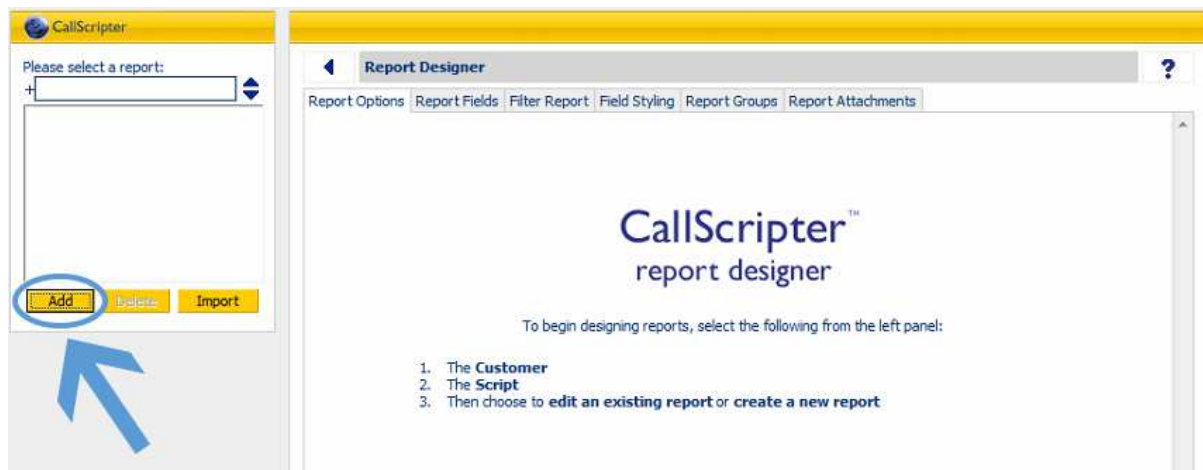 CallScripter
Please select a report:
+
Add Delete Import
Report Designer ?
Report Options Report Fields Filter Report Field Styling Report Groups Report Attachments
CallScripter™
report designer
To begin designing reports, select the following from the left panel:
1. The Customer
2. The Script
3. Then choose to edit an existing report or create a new report